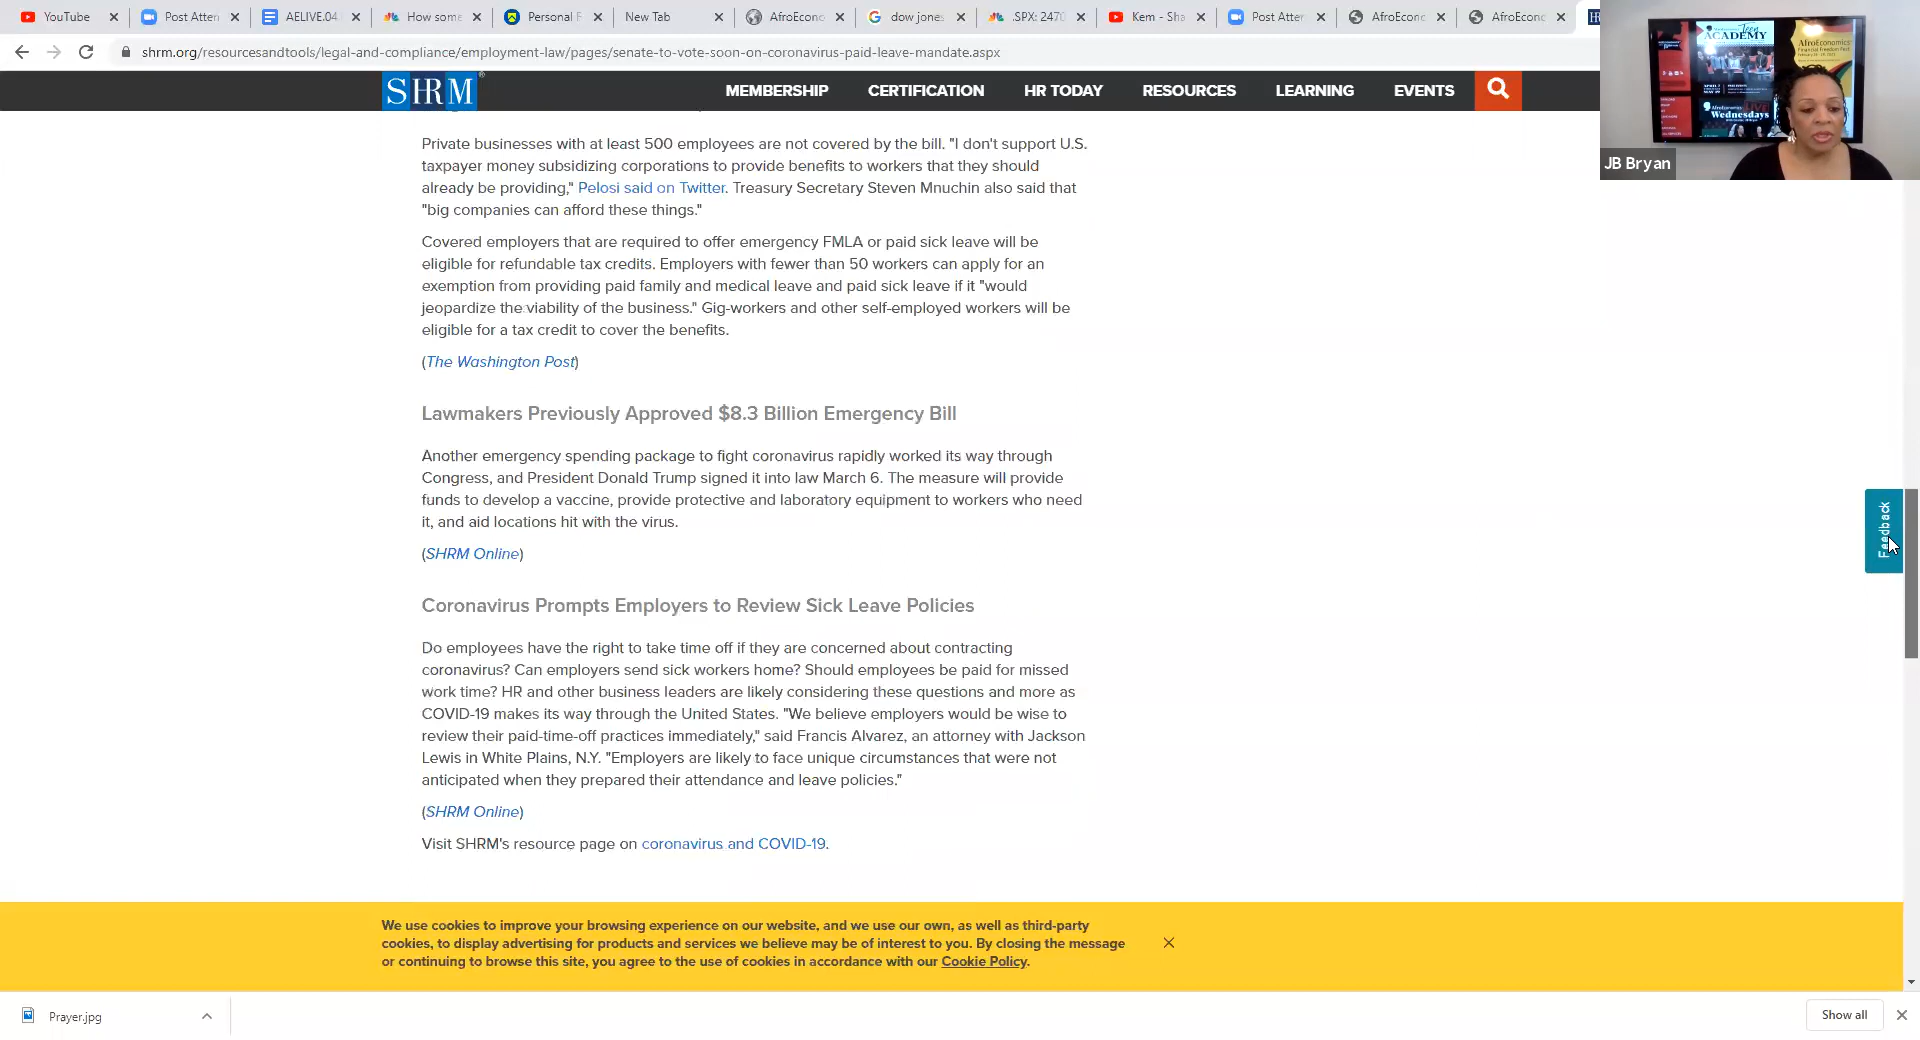 YouTube
Post Atten
AELIVE.04.
How some
Personal F
New Tab
AfroEcono
dow jones
.SPX: 2470
Kem - Sha
Post Atter
AfroEcono
AfroEcono
shrm.org/resourcesandtools/legal-and-compliance/employment-law/pages/senate-to-vote-soon-on-coronavirus-paid-leave-mandate.aspx
SHRM
MEMBERSHIP CERTIFICATION HR TODAY RESOURCES LEARNING EVENTS
ACADEMY
AfroEconomics
Financial Freedom Fest
AfroEconomics LIVE
Wednesdays
JB Bryan
Private businesses with at least 500 employees are not covered by the bill. "I don't support U.S.
taxpayer money subsidizing corporations to provide benefits to workers that they should
already be providing," Pelosi said on Twitter. Treasury Secretary Steven Mnuchin also said that
"big companies can afford these things."
Covered employers that are required to offer emergency FMLA or paid sick leave will be
eligible for refundable tax credits. Employers with fewer than 50 workers can apply for an
exemption from providing paid family and medical leave and paid sick leave if it "would
jeopardize the viability of the business." Gig-workers and other self-employed workers will be
eligible for a tax credit to cover the benefits.
(The Washington Post)
Lawmakers Previously Approved $8.3 Billion Emergency Bill
Another emergency spending package to fight coronavirus rapidly worked its way through
Congress, and President Donald Trump signed it into law March 6. The measure will provide
funds to develop a vaccine, provide protective and laboratory equipment to workers who need
it, and aid locations hit with the virus.
(SHRM Online)
Coronavirus Prompts Employers to Review Sick Leave Policies
Do employees have the right to take time off if they are concerned about contracting
coronavirus? Can employers send sick workers home? Should employees be paid for missed
work time? HR and other business leaders are likely considering these questions and more as
COVID-19 makes its way through the United States. "We believe employers would be wise to
review their paid-time-off practices immediately," said Francis Alvarez, an attorney with Jackson
Lewis in White Plains, N.Y. "Employers are likely to face unique circumstances that were not
anticipated when they prepared their attendance and leave policies."
(SHRM Online)
Visit SHRM's resource page on coronavirus and COVID-19.
Feedback
We use cookies to improve your browsing experience on our website, and we use our own, as well as third-party
cookies, to display advertising for products and services we believe may be of interest to you. By closing the message
or continuing to browse this site, you agree to the use of cookies in accordance with our Cookie Policy.
Prayer.jpg
Show all